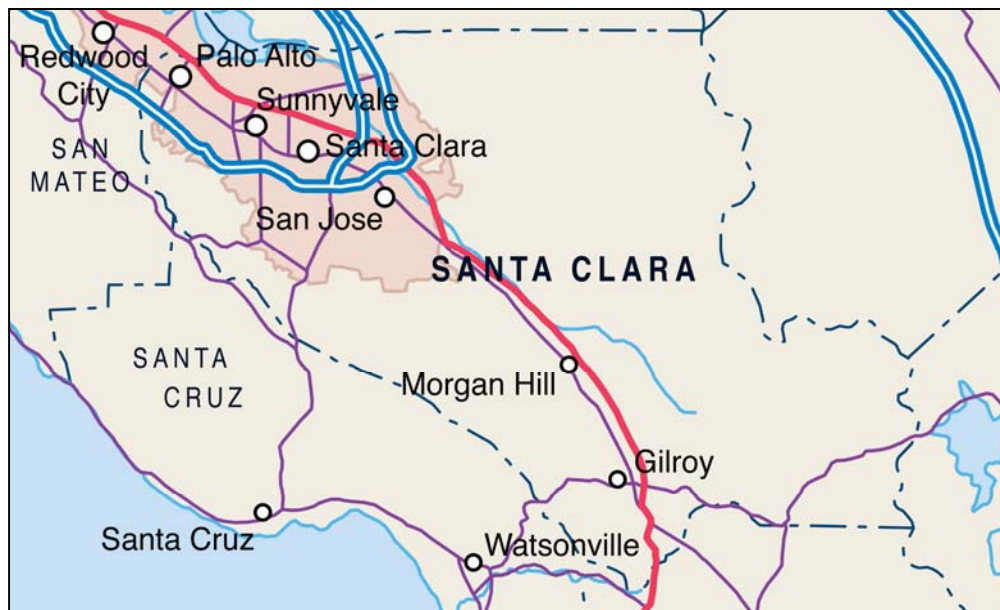 Redwood
City
Palo Alto
Sunnyvale
SAN
MATEO
Santa Clara
San Jose
SANTA CLARA
SANTA
CRUZ
Morgan Hill
Gilroy
Santa Cruz
Watsonville